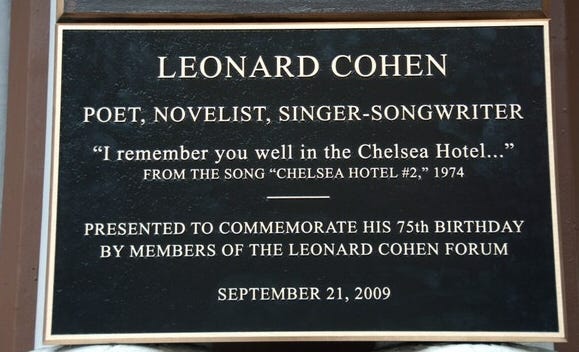 LEONARD COHEN
POET, NOVELIST, SINGER-SONGWRITER
“I remember you well in the Chelsea Hotel...”
FROM THE SONG “CHELSEA HOTEL #2,” 1974
PRESENTED TO COMMEMORATE HIS 75th BIRTHDAY
BY MEMBERS OF THE LEONARD COHEN FORUM
SEPTEMBER 21, 2009